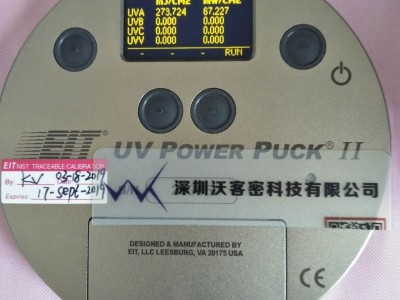 MJ/CM2 MW/CM2
UVA 273.724 67.227
UVB 0.000 0.000
UVC 0.000 0.000
UVV 0.000 0.000
- - - RUN
EIT UV POWER PUCK® II
EIT NIST TRACEABLE CALIBRATION
By: KV 03-18-2019
Expires 17-Sept-2019
深圳沃客密科技有限公司
DESIGNED & MANUFACTURED BY
EIT, LLC LEESBURG, VA 20175 USA
CE